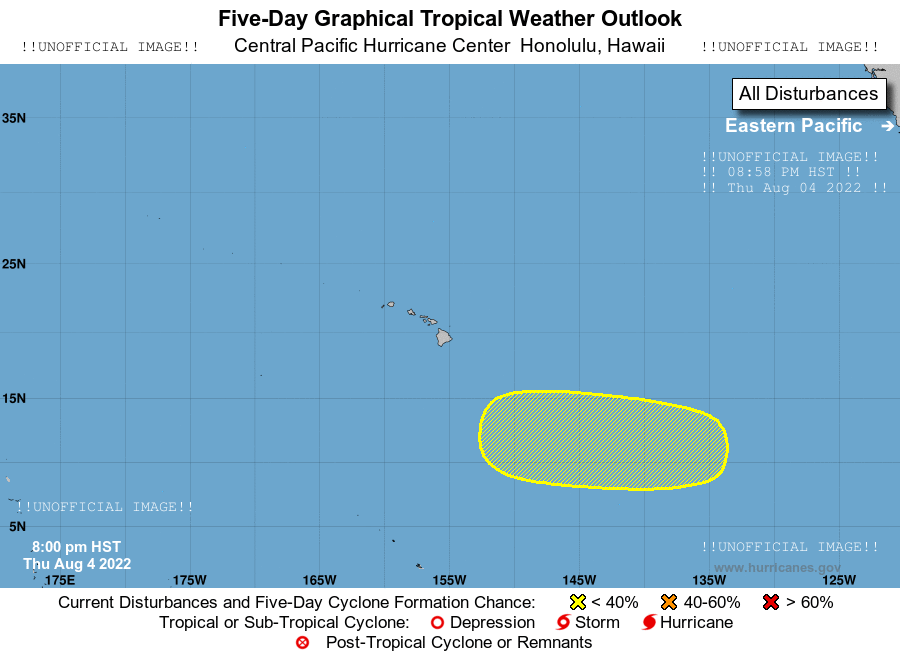 Five-Day Graphical Tropical Weather Outlook
!!UNOFFICIAL IMAGE!! Central Pacific Hurricane Center Honolulu, Hawaii !!UNOFFICIAL IMAGE!!
All Disturbances
35N
Eastern Pacific →
!!UNOFFICIAL IMAGE!!
!! 08:58 PM HST !!
!! Thu Aug 04 2022 !!
25N
15N
!!UNOFFICIAL IMAGE!!
5N
8:00 pm HST
!!UNOFFICIAL IMAGE!!
Thu Aug 4 2022
www.hurricanes.gov
175E 175W 165W 155W 145W 135W 125W
Current Disturbances and Five-Day Cyclone Formation Chance: < 40% 40-60% > 60%
Tropical or Sub-Tropical Cyclone: Depression Storm Hurricane
Post-Tropical Cyclone or Remnants